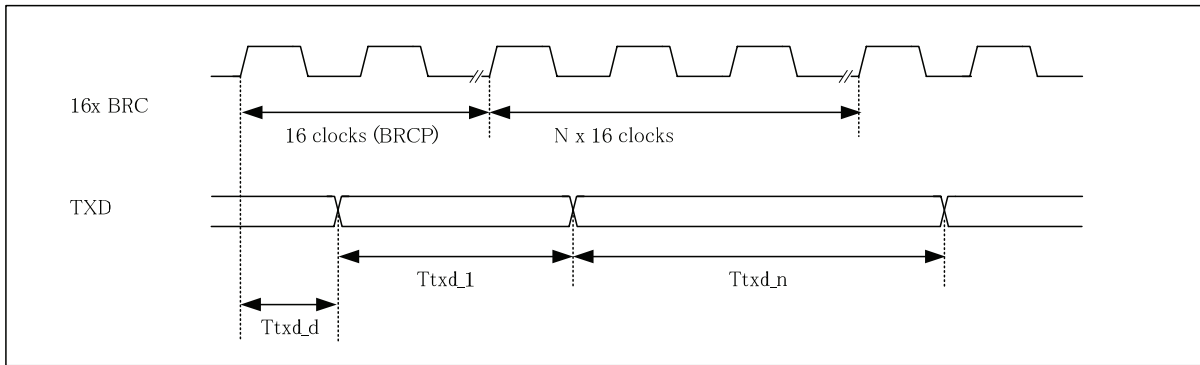 16x BRC
16 clocks (BRCP)
N x 16 clocks
TXD
Ttxd_1
Ttxd_n
Ttxd_d